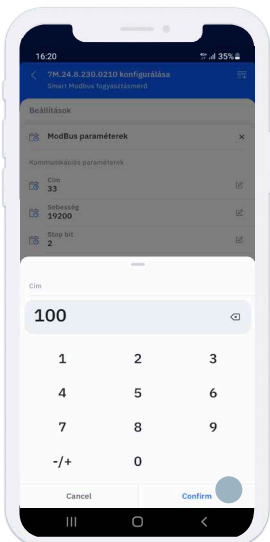 16:20
35%
7M.24.8.230.0210 konfigurálása
Smart Modbus fogyasztásmérő
Beállítások
ModBus paraméterek
Kommunikációs paraméterek
Cím
33
Sebesség
19200
Stop bit
2
Cím
100
1 2 3
4 5 6
7 8 9
-/+ 0
Cancel Confirm